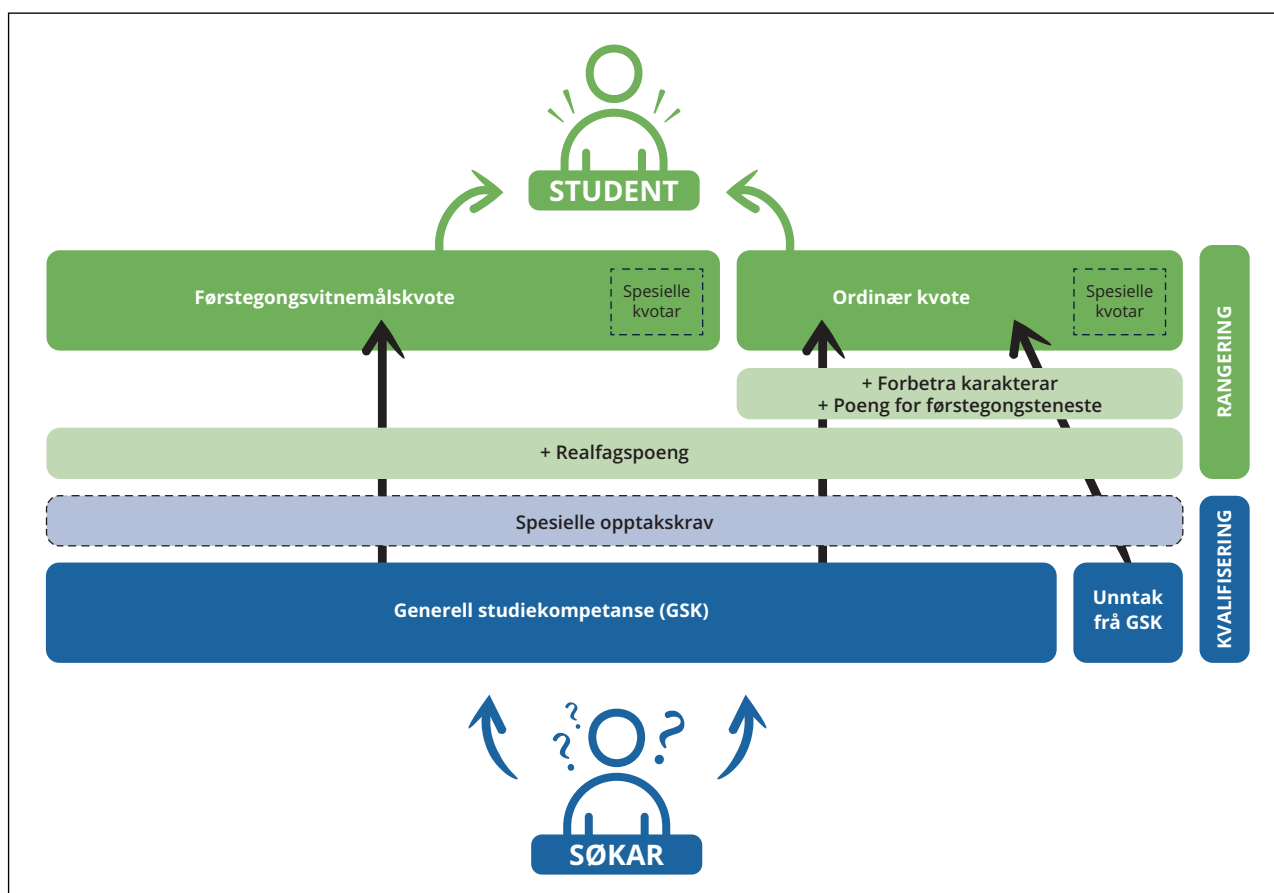 STUDENT
Førstegongsvitnemålskvote
Spesielle
kvotar
Ordinær kvote
Spesielle
kvotar
RANGERING
+ Forbetra karakterar
+ Poeng for førstegongsteneste
+ Realfagspoeng
Spesielle opptakskrav
KVALIFISERING
Generell studiekompetanse (GSK)
Unntak
frå GSK
? ? ?
SØKAR